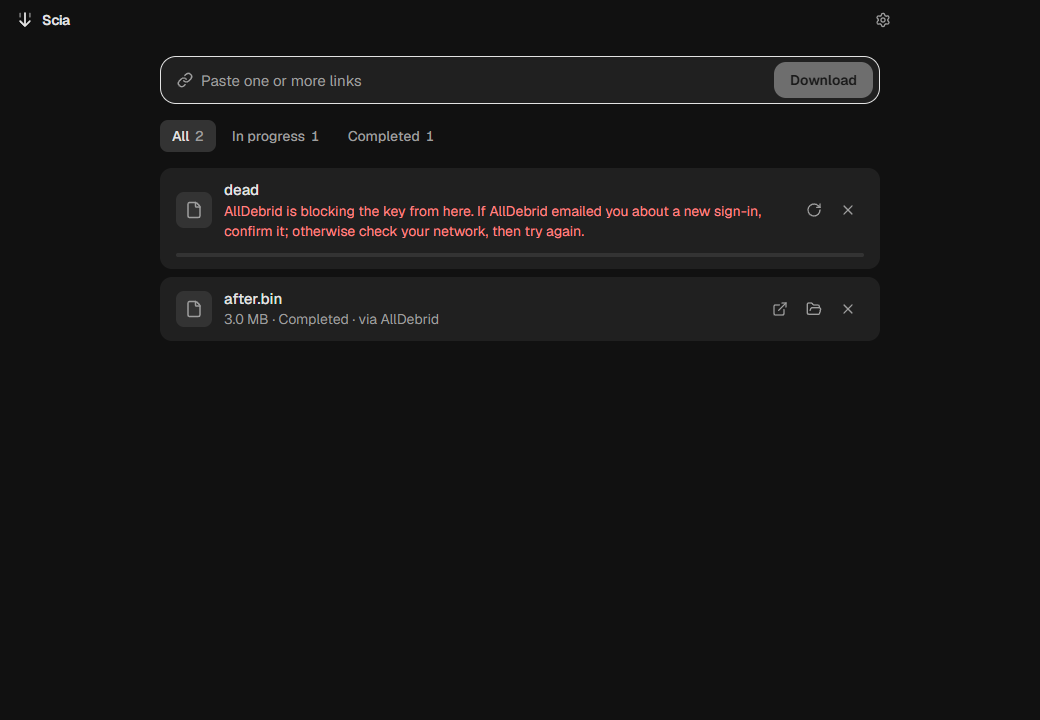 Scia
Paste one or more links
Download
All 2
In progress 1
Completed 1
dead
AllDebrid is blocking the key from here. If AllDebrid emailed you about a new sign-in,
confirm it; otherwise check your network, then try again.
after.bin
3.0 MB · Completed · via AllDebrid